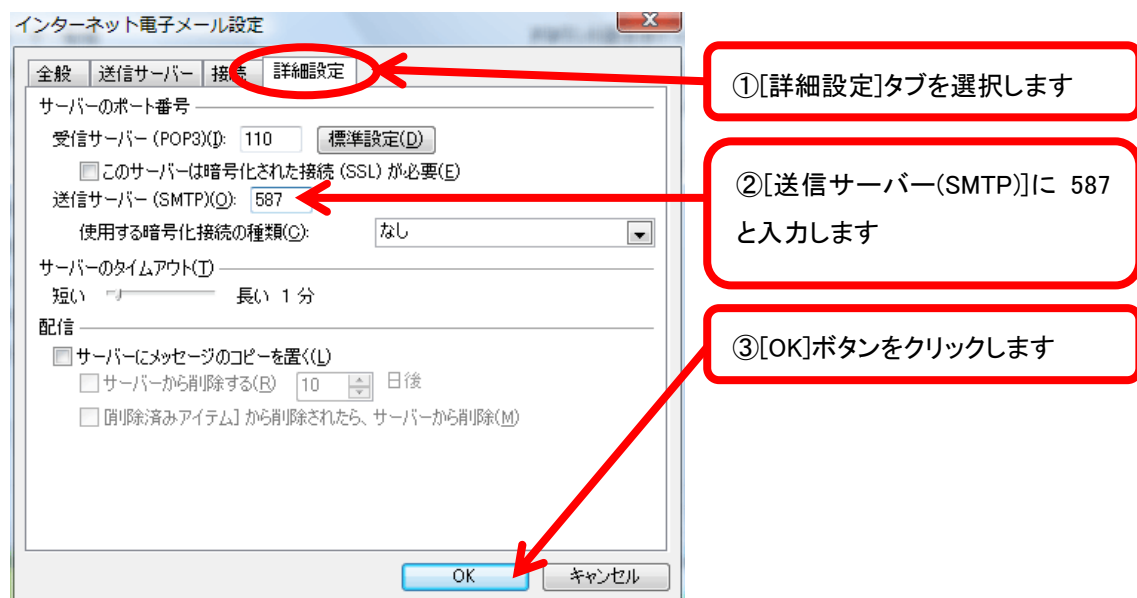 インターネット電子メール設定
全般 送信サーバー 接続 詳細設定
①[詳細設定]タブを選択します
サーバーのポート番号
受信サーバー (POP3)(I): 110 標準設定(D)
このサーバーは暗号化された接続 (SSL) が必要(E)
送信サーバー (SMTP)(O): 587
②[送信サーバー(SMTP)]に 587
と入力します
使用する暗号化接続の種類(C): なし
サーバーのタイムアウト(T)
短い 長い 1 分
配信
③[OK]ボタンをクリックします
サーバーにメッセージのコピーを置く(L)
サーバーから削除する(R) 10 日後
[削除済みアイテム] から削除されたら、サーバーから削除(M)
OK キャンセル